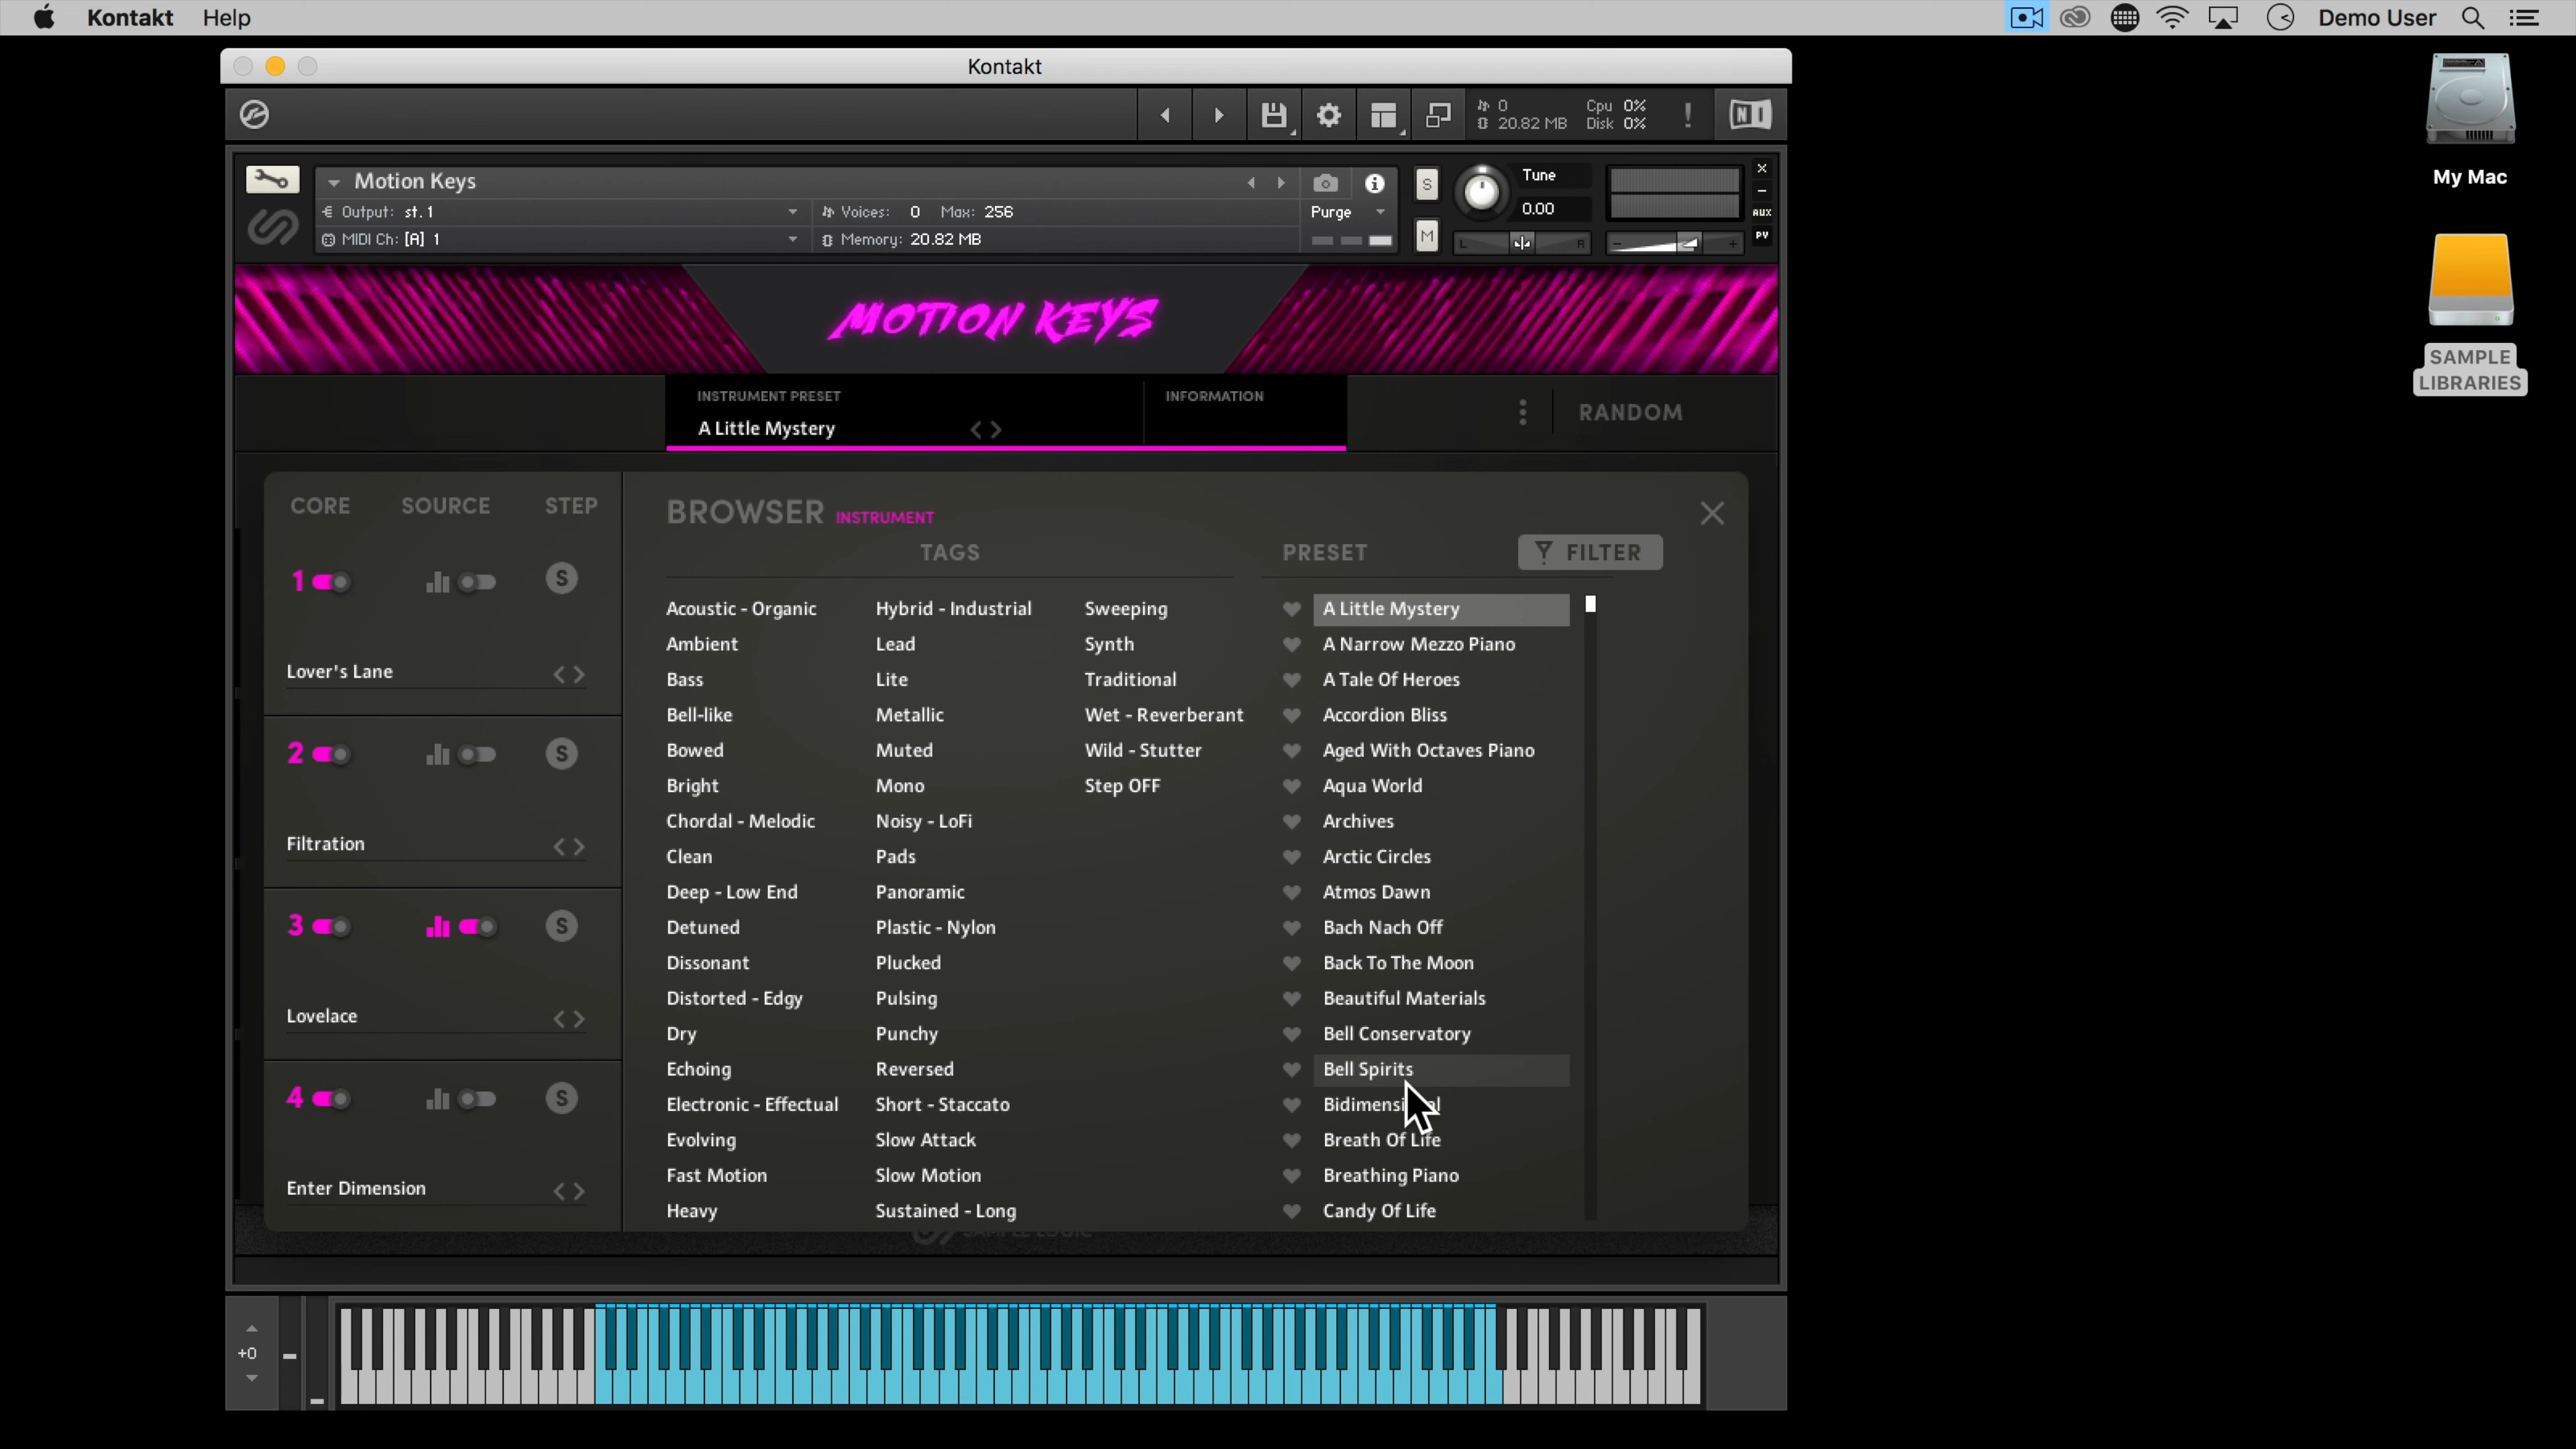 Kontakt Help Demo User
Kontakt
My Mac
SAMPLE
LIBRARIES
0 Cpu 0%
20.82 MB Disk 0%
Motion Keys
Output: st.1 Voices: 0 Max: 256 Purge
MIDI Ch: [A] 1 Memory: 20.82 MB
S
M
Tune
0.00
L R
- +
x
AUX
PV
MOTION KEYS
INSTRUMENT PRESET INFORMATION
A Little Mystery
RANDOM
CORE SOURCE STEP
1 S
Lover's Lane
2 S
Filtration
3 S
Lovelace
4 S
Enter Dimension
BROWSER INSTRUMENT
TAGS
Acoustic - Organic
Ambient
Bass
Bell-like
Bowed
Bright
Chordal - Melodic
Clean
Deep - Low End
Detuned
Dissonant
Distorted - Edgy
Dry
Echoing
Electronic - Effectual
Evolving
Fast Motion
Heavy
Hybrid - Industrial
Lead
Lite
Metallic
Muted
Mono
Noisy - LoFi
Pads
Panoramic
Plastic - Nylon
Plucked
Pulsing
Punchy
Reversed
Short - Staccato
Slow Attack
Slow Motion
Sustained - Long
Sweeping
Synth
Traditional
Wet - Reverberant
Wild - Stutter
Step OFF
PRESET FILTER
A Little Mystery
A Narrow Mezzo Piano
A Tale Of Heroes
Accordion Bliss
Aged With Octaves Piano
Aqua World
Archives
Arctic Circles
Atmos Dawn
Bach Nach Off
Back To The Moon
Beautiful Materials
Bell Conservatory
Bell Spirits
Breath Of Life
Breathing Piano
Candy Of Life
+0